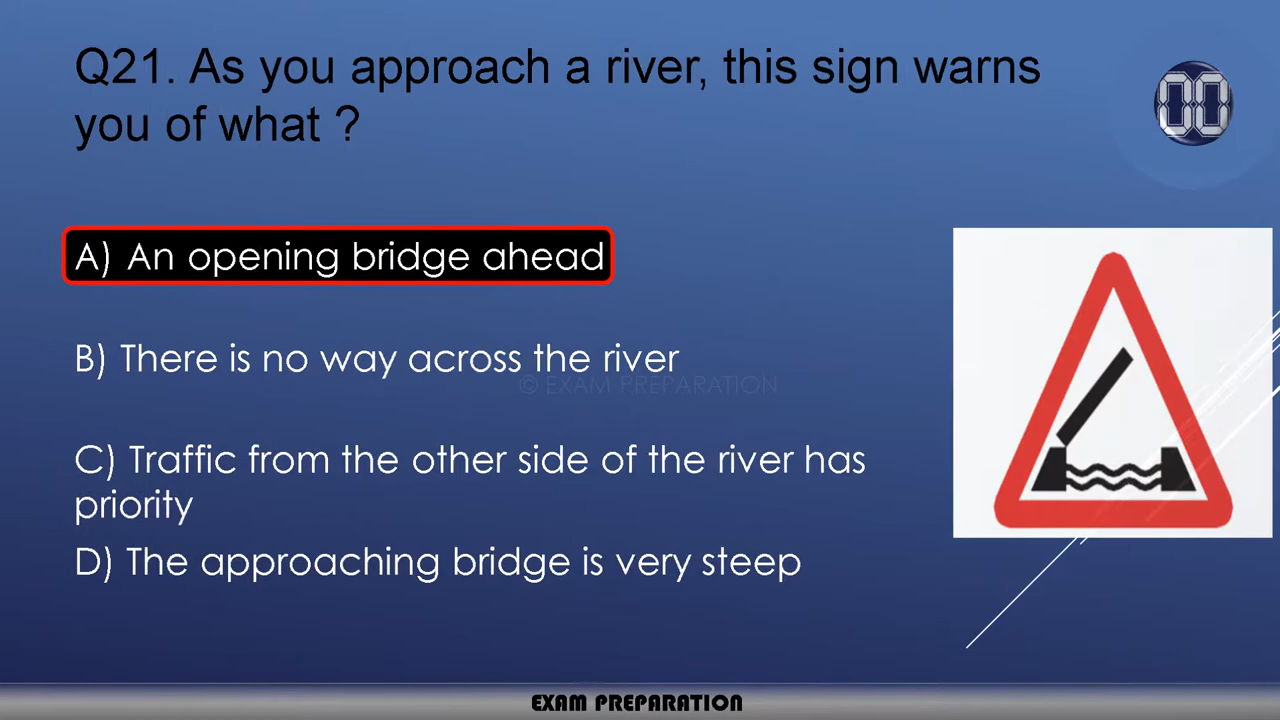 Q21. As you approach a river, this sign warns
you of what ?
00
A) An opening bridge ahead
B) There is no way across the river
© EXAM PREPARATION
C) Traffic from the other side of the river has
priority
D) The approaching bridge is very steep
EXAM PREPARATION